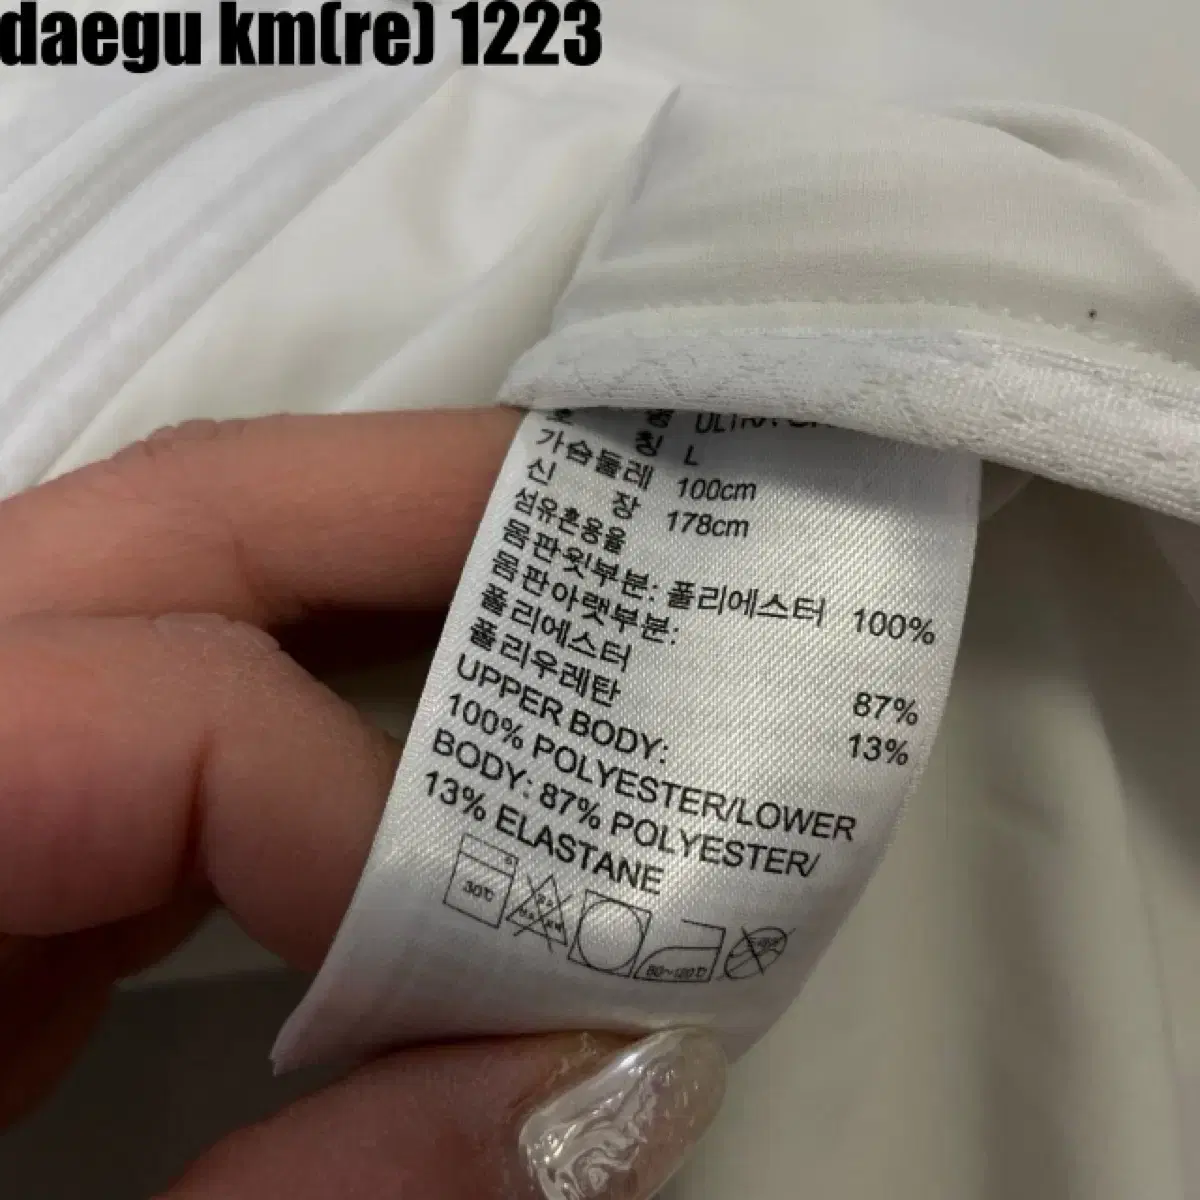 daegu km(re) 1223
명 ULTRA
칭 L
가슴둘레 100cm
신 장 178cm
섬유혼용율
몸판윗부분: 폴리에스터 100%
몸판아랫부분:
폴리에스터 87%
폴리우레탄 13%
UPPER BODY:
100% POLYESTER/LOWER
BODY: 87% POLYESTER/
13% ELASTANE
30℃
80~120℃